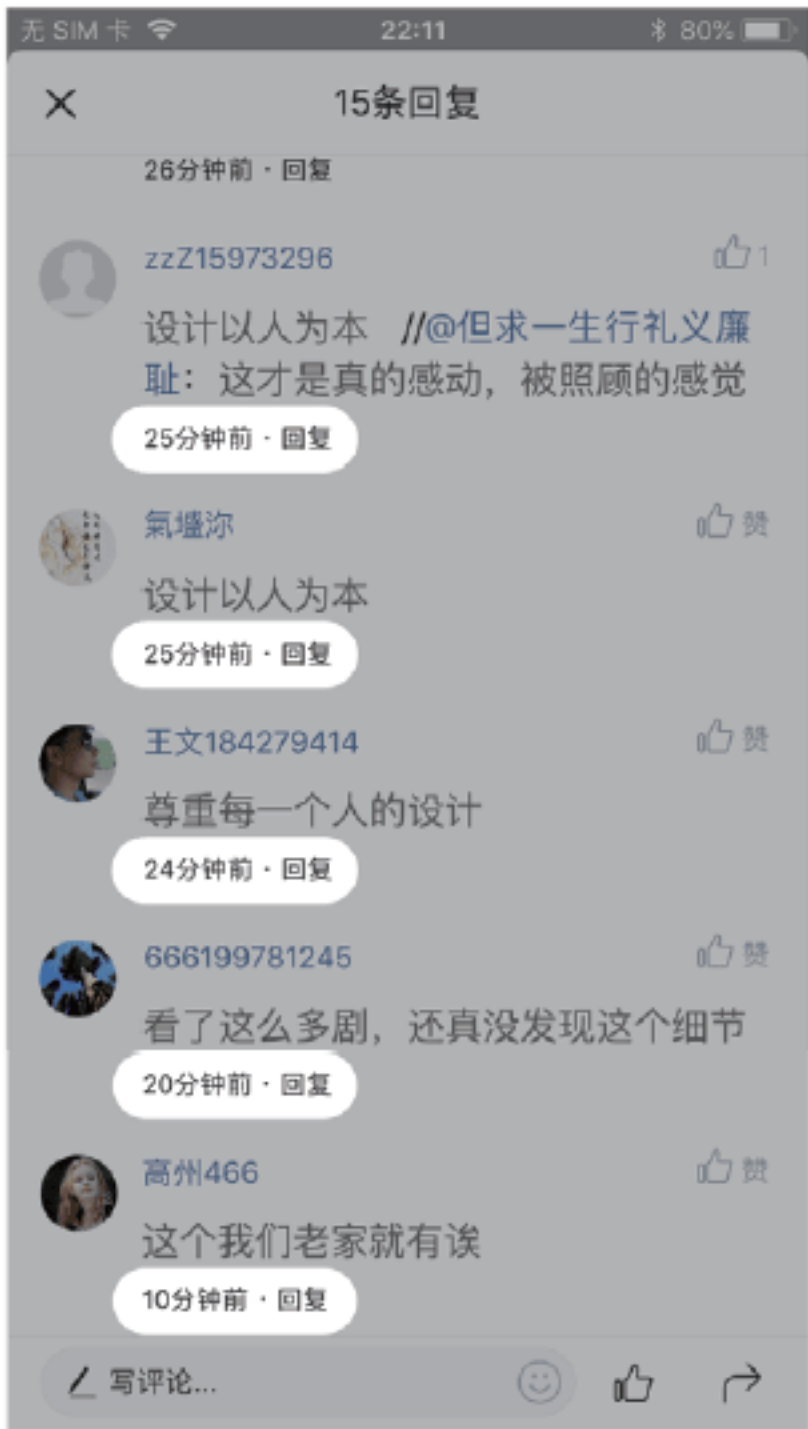 无 SIM 卡 22:11 80%
15条回复
26分钟前 · 回复
zzZ15973296 1
设计以人为本 //@但求一生行礼义廉
耻：这才是真的感动，被照顾的感觉
25分钟前 · 回复
氣壚沵 赞
设计以人为本
25分钟前 · 回复
王文184279414 赞
尊重每一个人的设计
24分钟前 · 回复
666199781245 赞
看了这么多剧，还真没发现这个细节
20分钟前 · 回复
高州466 赞
这个我们老家就有诶
10分钟前 · 回复
写评论...